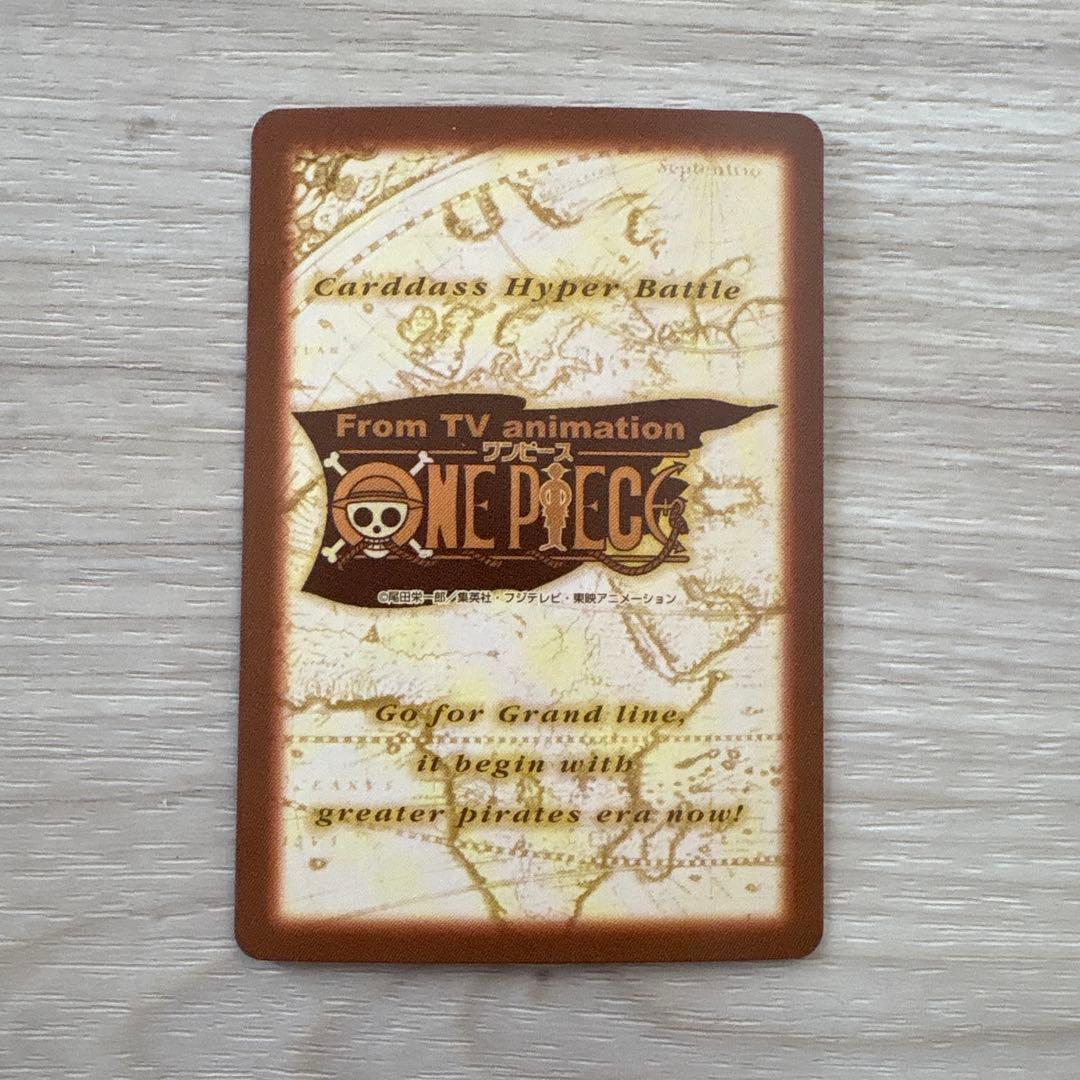 Septentrio
Carddass Hyper Battle
From TV animation
ワンピース
ONE PIECE
©尾田栄一郎／集英社・フジテレビ・東映アニメーション
Go for Grand line,
it begin with
greater pirates era now!